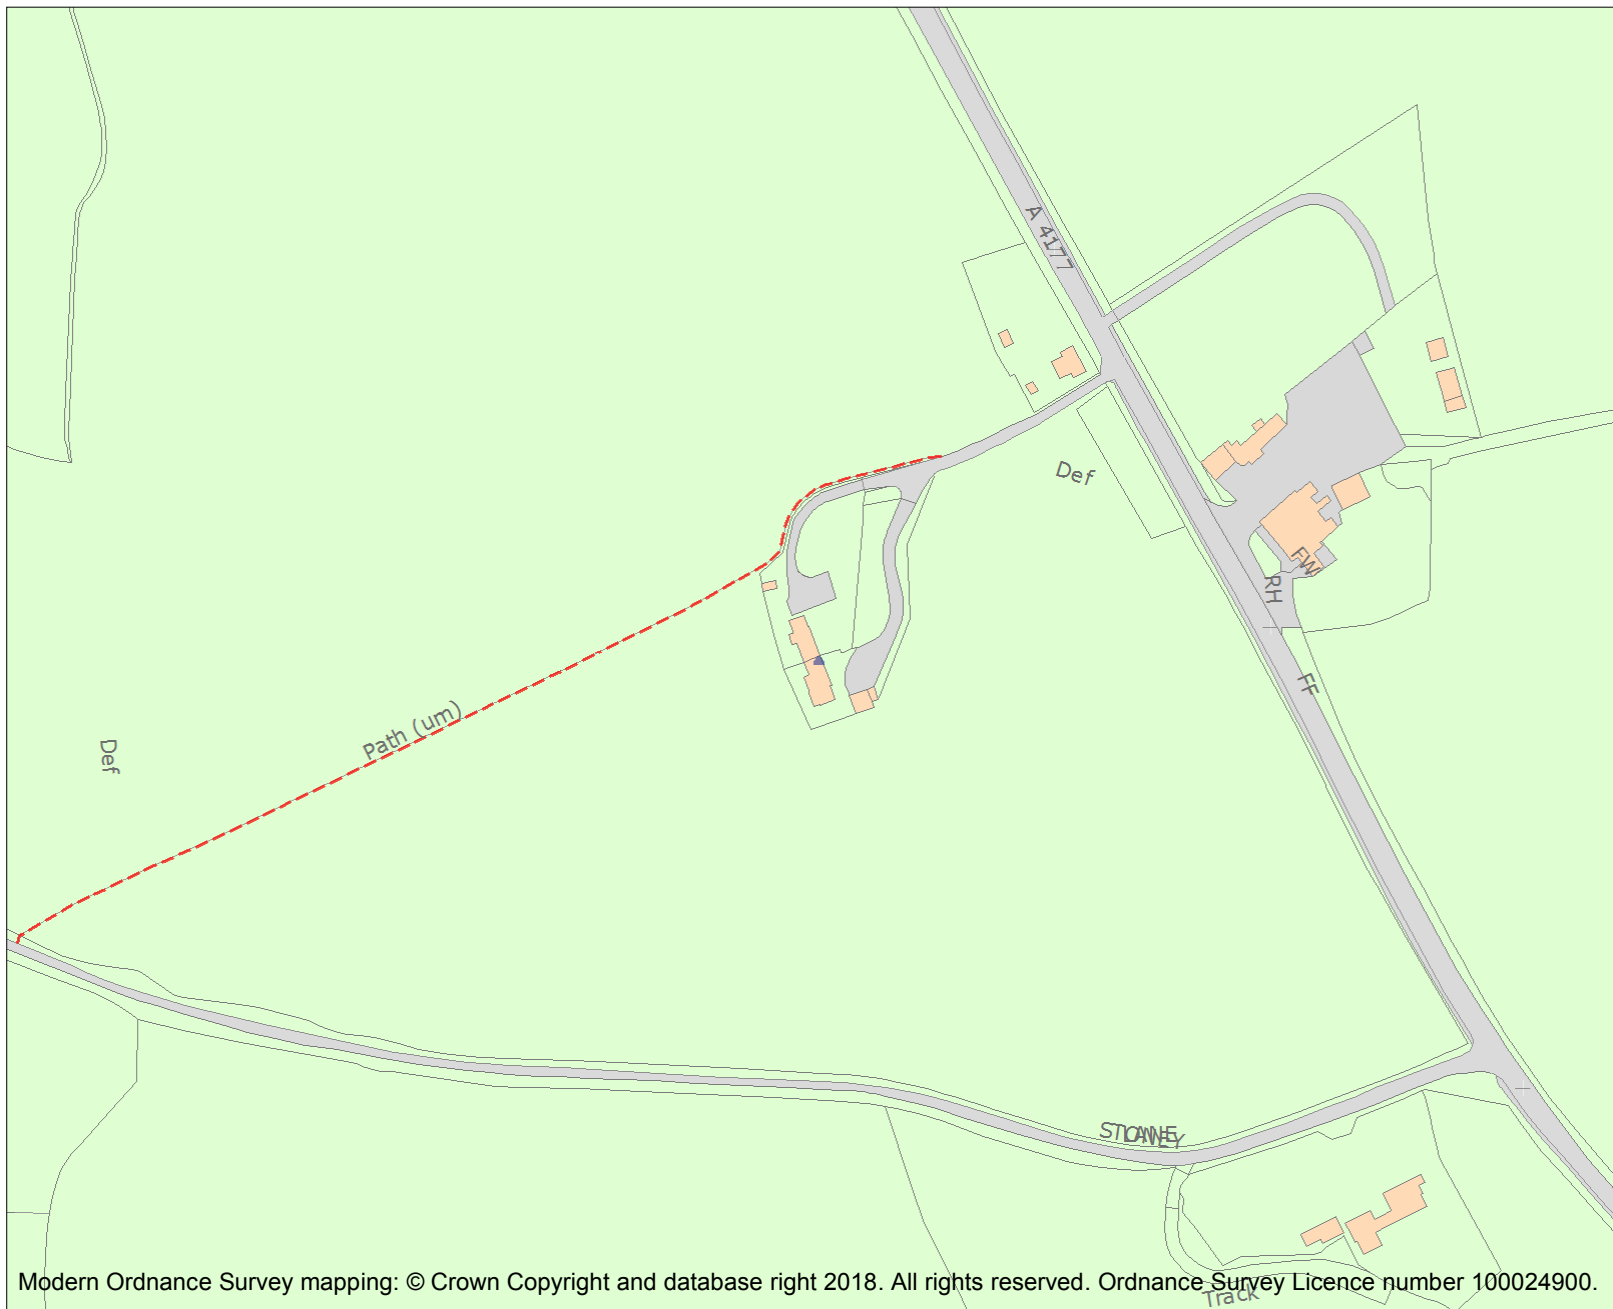 A 4177
Def
FW
RH
FF
Path (um)
Def
STONEY
LANE
Modern Ordnance Survey mapping: © Crown Copyright and database right 2018. All rights reserved. Ordnance Survey Licence number 100024900.
Track